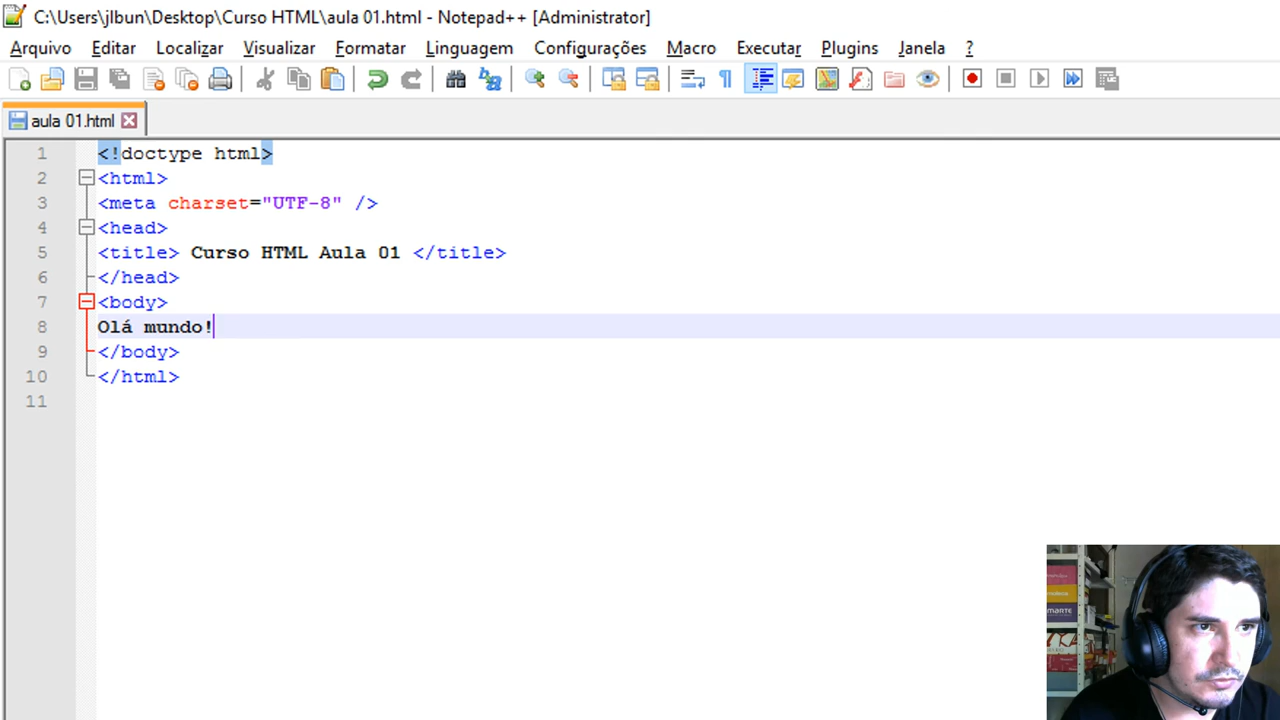 C:\Users\jlbun\Desktop\Curso HTML\aula 01.html - Notepad++ [Administrator]
Arquivo Editar Localizar Visualizar Formatar Linguagem Configurações Macro Executar Plugins Janela ?
aula 01.html
1 <!doctype html>
2 <html>
3 <meta charset="UTF-8" />
4 <head>
5 <title> Curso HTML Aula 01 </title>
6 </head>
7 <body>
8 Olá mundo!
9 </body>
10 </html>
11